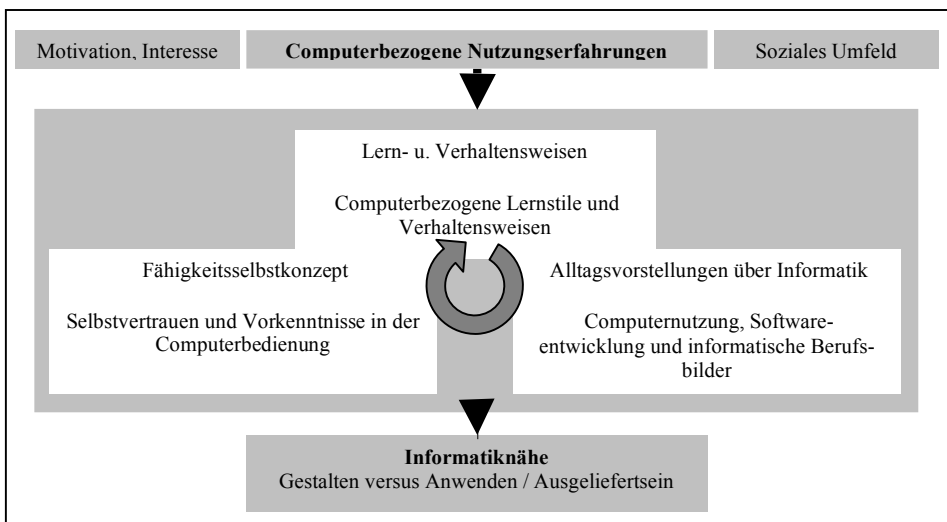 Motivation, Interesse
Computerbezogene Nutzungserfahrungen
Soziales Umfeld
Lern- u. Verhaltensweisen
Computerbezogene Lernstile und
Verhaltensweisen
Fähigkeitsselbstkonzept
Selbstvertrauen und Vorkenntnisse in der
Computerbedienung
Alltagsvorstellungen über Informatik
Computernutzung, Software-
entwicklung und informatische Berufs-
bilder
Informatiknähe
Gestalten versus Anwenden / Ausgeliefertsein